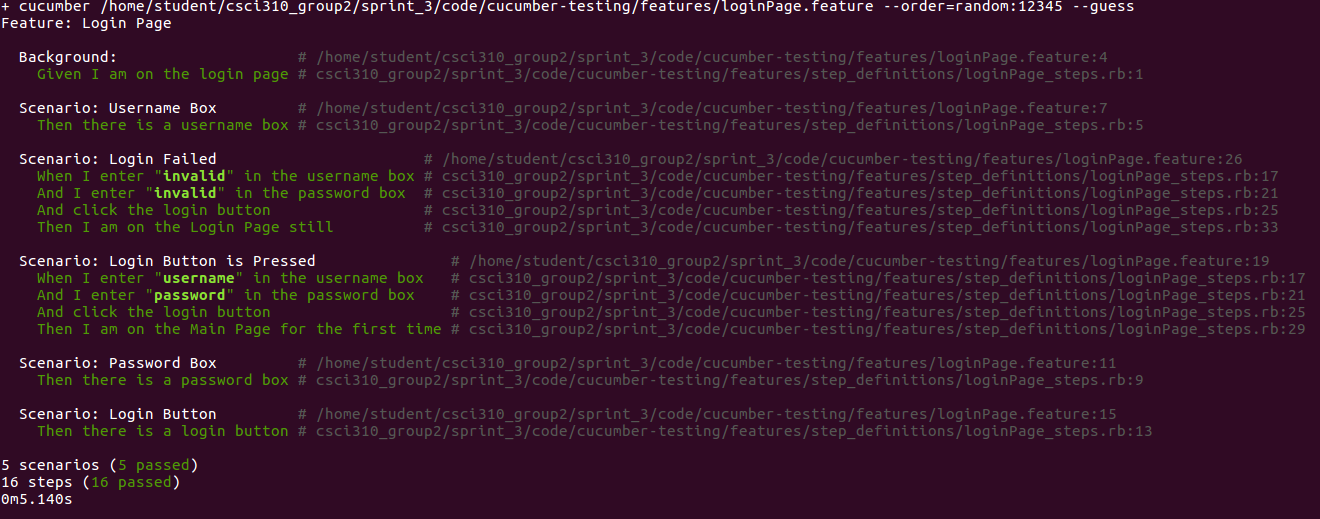 + cucumber /home/student/csci310_group2/sprint_3/code/cucumber-testing/features/loginPage.feature --order=random:12345 --guess
Feature: Login Page
Background: # /home/student/csci310_group2/sprint_3/code/cucumber-testing/features/loginPage.feature:4
Given I am on the login page # csci310_group2/sprint_3/code/cucumber-testing/features/step_definitions/loginPage_steps.rb:1
Scenario: Username Box # /home/student/csci310_group2/sprint_3/code/cucumber-testing/features/loginPage.feature:7
Then there is a username box # csci310_group2/sprint_3/code/cucumber-testing/features/step_definitions/loginPage_steps.rb:5
Scenario: Login Failed # /home/student/csci310_group2/sprint_3/code/cucumber-testing/features/loginPage.feature:26
When I enter "invalid" in the username box # csci310_group2/sprint_3/code/cucumber-testing/features/step_definitions/loginPage_steps.rb:17
And I enter "invalid" in the password box # csci310_group2/sprint_3/code/cucumber-testing/features/step_definitions/loginPage_steps.rb:21
And click the login button # csci310_group2/sprint_3/code/cucumber-testing/features/step_definitions/loginPage_steps.rb:25
Then I am on the Login Page still # csci310_group2/sprint_3/code/cucumber-testing/features/step_definitions/loginPage_steps.rb:33
Scenario: Login Button is Pressed # /home/student/csci310_group2/sprint_3/code/cucumber-testing/features/loginPage.feature:19
When I enter "username" in the username box # csci310_group2/sprint_3/code/cucumber-testing/features/step_definitions/loginPage_steps.rb:17
And I enter "password" in the password box # csci310_group2/sprint_3/code/cucumber-testing/features/step_definitions/loginPage_steps.rb:21
And click the login button # csci310_group2/sprint_3/code/cucumber-testing/features/step_definitions/loginPage_steps.rb:25
Then I am on the Main Page for the first time # csci310_group2/sprint_3/code/cucumber-testing/features/step_definitions/loginPage_steps.rb:29
Scenario: Password Box # /home/student/csci310_group2/sprint_3/code/cucumber-testing/features/loginPage.feature:11
Then there is a password box # csci310_group2/sprint_3/code/cucumber-testing/features/step_definitions/loginPage_steps.rb:9
Scenario: Login Button # /home/student/csci310_group2/sprint_3/code/cucumber-testing/features/loginPage.feature:15
Then there is a login button # csci310_group2/sprint_3/code/cucumber-testing/features/step_definitions/loginPage_steps.rb:13
5 scenarios (5 passed)
16 steps (16 passed)
0m5.140s